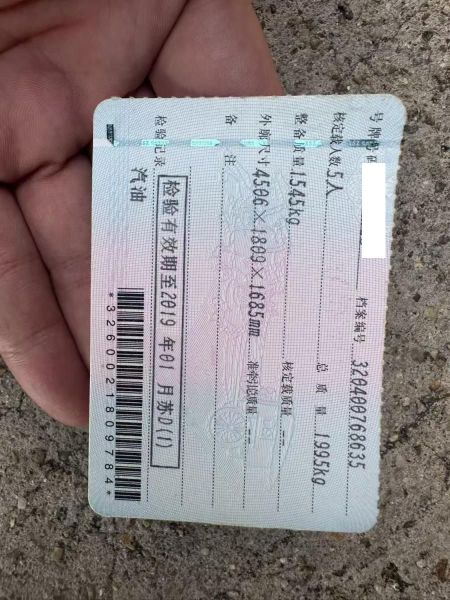 号牌号码 档案编号 320400768635
核定载人数 5人 总质量 1995kg
整备质量 1545kg 核定载质量 --
外廓尺寸 4506×1809×1685mm 准牵引总质量 --
备注
检验记录 检验有效期至2019年01月苏D(1)
汽油
*3260021809784*